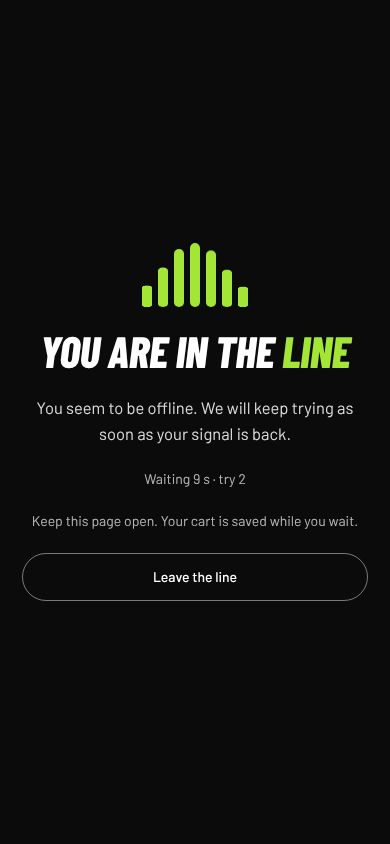 YOU ARE IN THE LINE
You seem to be offline. We will keep trying as
soon as your signal is back.
Waiting 9 s · try 2
Keep this page open. Your cart is saved while you wait.
Leave the line